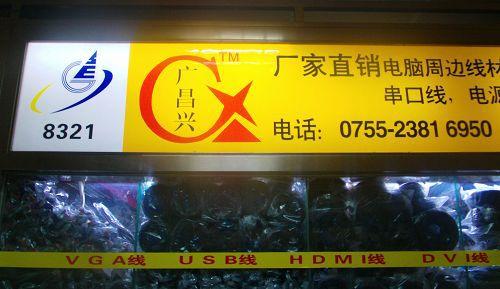 8321
广昌兴
TM
厂家直销电脑周边线材
串口线，电源
电话：0755-2381 6950
VGA线 USB线 HDMI线 DVI线